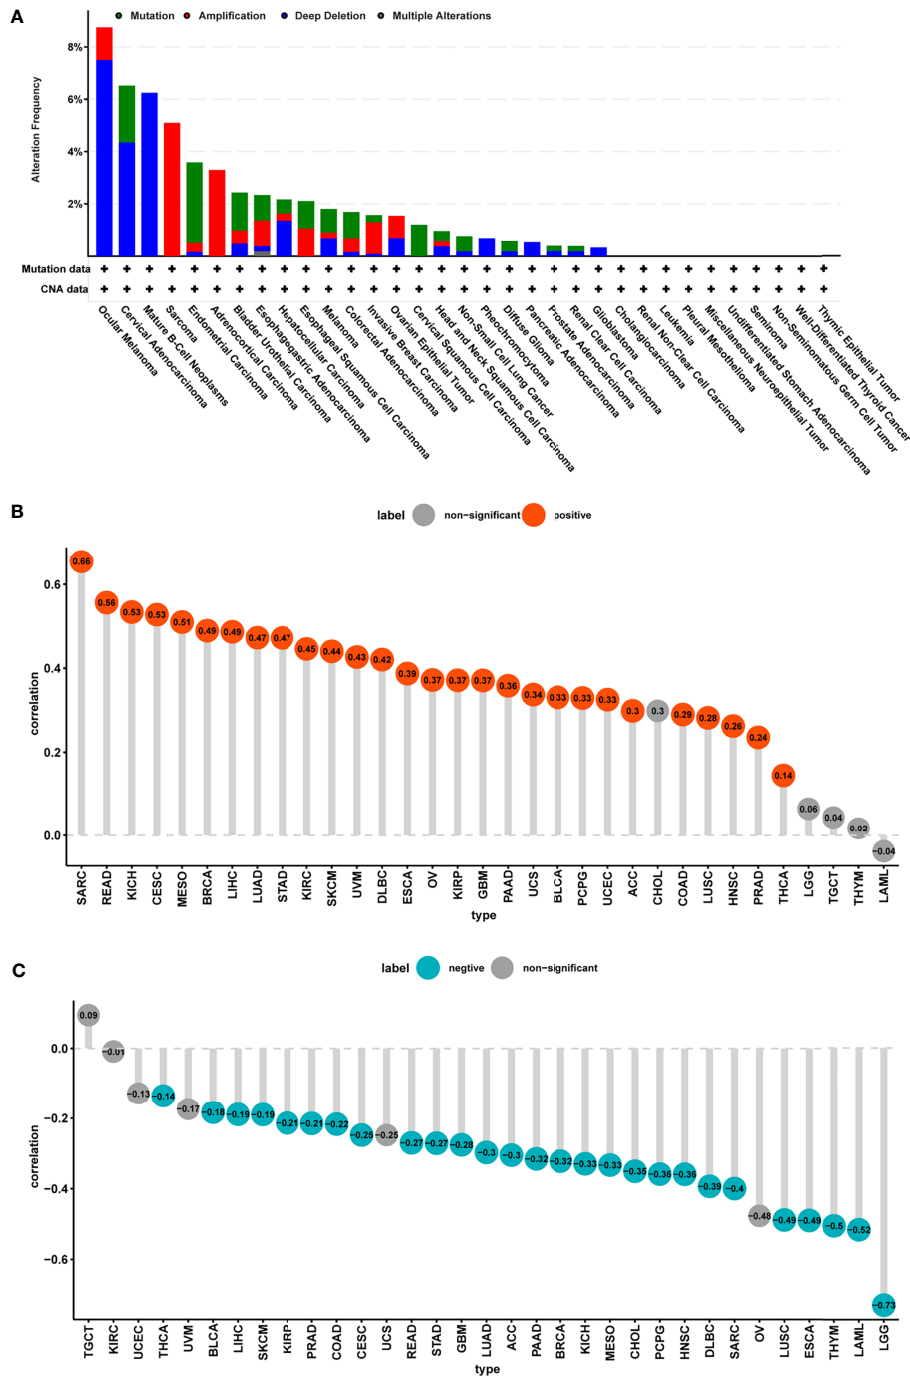 A
Mutation Amplification Deep Deletion Multiple Alterations
Alteration Frequency
8%
6%
4%
2%
Mutation data + + + + + + + + + + + + + + + + + + + + + + + + + + + + + + + + +
CNA data + + + + + + + + + + + + + + + + + + + + + + + + + + + + + + + + +
Ocular Melanoma
Cervical Adenocarcinoma
Mature B-Cell Neoplasms
Sarcoma
Endometrial Carcinoma
Adrenocortical Carcinoma
Bladder Urothelial Carcinoma
Esophagogastric Adenocarcinoma
Hepatocellular Carcinoma
Esophageal Squamous Cell Carcinoma
Melanoma
Colorectal Adenocarcinoma
Invasive Breast Carcinoma
Ovarian Epithelial Tumor
Cervical Squamous Cell Carcinoma
Head and Neck Squamous Cell Carcinoma
Non-Small Cell Lung Cancer
Pheochromocytoma
Diffuse Glioma
Pancreatic Adenocarcinoma
Prostate Adenocarcinoma
Renal Clear Cell Carcinoma
Glioblastoma
Cholangiocarcinoma
Renal Non-Clear Cell Carcinoma
Leukemia
Pleural Mesothelioma
Miscellaneous Neuroepithelial Tumor
Undifferentiated Stomach Adenocarcinoma
Seminoma
Non-Seminomatous Germ Cell Tumor
Well-Differentiated Thyroid Cancer
Thymic Epithelial Tumor
B
label non−significant positive
correlation
0.6
0.4
0.2
0.0
0.66 0.56 0.53 0.53 0.51 0.49 0.49 0.47 0.47 0.45 0.44 0.43 0.42 0.39 0.37 0.37 0.37 0.36 0.34 0.33 0.33 0.33 0.3 0.3 0.29 0.28 0.26 0.24 0.14 0.06 0.04 0.02 −0.04
SARC READ KICH CESC MESO BRCA LIHC LUAD STAD KIRC SKCM UVM DLBC ESCA OV KIRP GBM PAAD UCS BLCA PCPG UCEC ACC CHOL COAD LUSC HNSC PRAD THCA LGG TGCT THYM LAML
type
C
label negtive non−significant
correlation
0.0
−0.2
−0.4
−0.6
0.09 −0.01 −0.13 −0.14 −0.17 −0.18 −0.19 −0.19 −0.21 −0.21 −0.22 −0.25 −0.25 −0.27 −0.27 −0.28 −0.3 −0.3 −0.32 −0.32 −0.33 −0.33 −0.35 −0.36 −0.36 −0.39 −0.4 −0.48 −0.49 −0.49 −0.5 −0.52 −0.73
TGCT KIRC UCEC THCA UVM BLCA LIHC SKCM KIRP PRAD COAD CESC UCS READ STAD GBM LUAD ACC PAAD BRCA KICH MESO CHOL PCPG HNSC DLBC SARC OV LUSC ESCA THYM LAML LGG
type